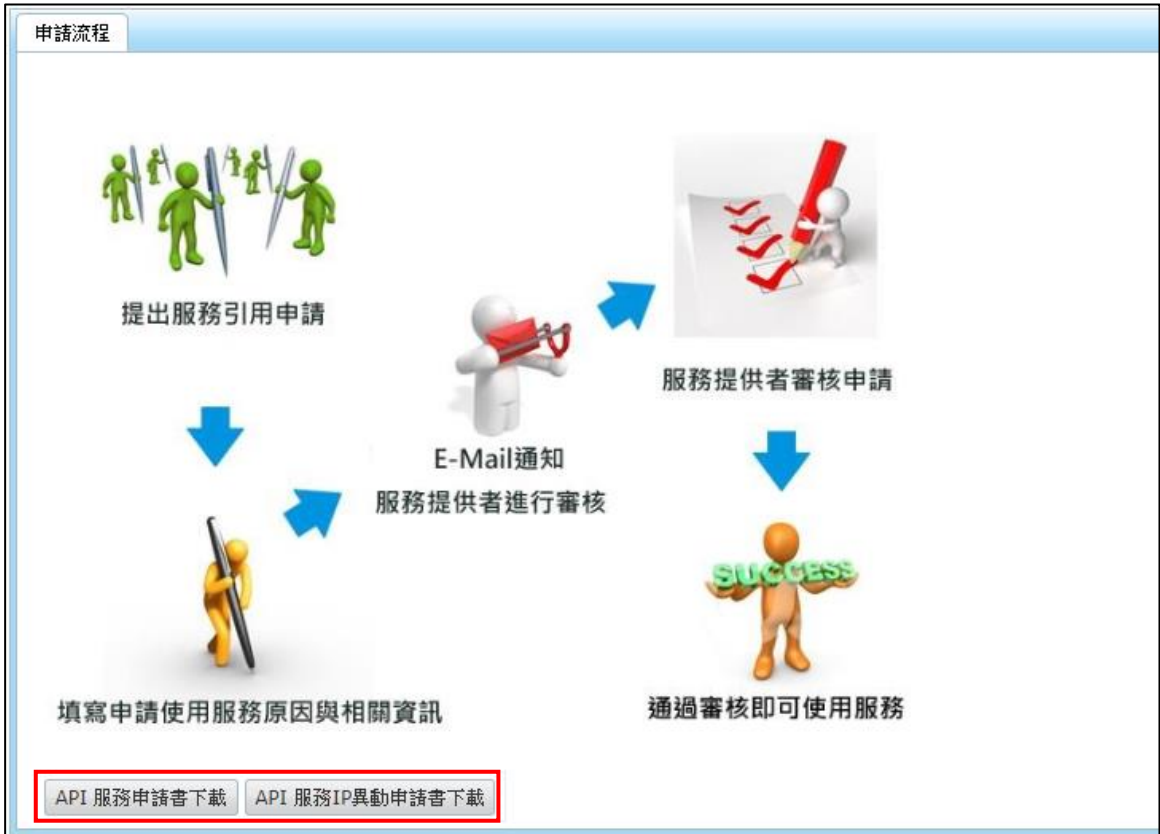 申請流程
提出服務引用申請
填寫申請使用服務原因與相關資訊
E-Mail通知
服務提供者進行審核
服務提供者審核申請
SUCCESS
通過審核即可使用服務
API 服務申請書下載
API 服務IP異動申請書下載